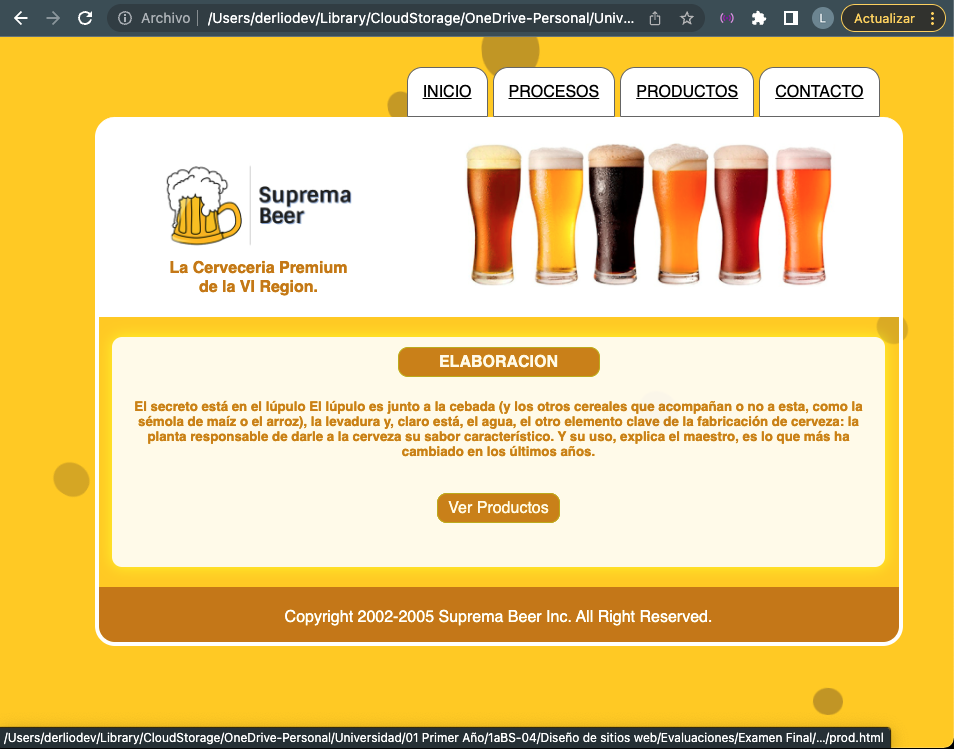 Archivo
/Users/derliodev/Library/CloudStorage/OneDrive-Personal/Univ...
L
Actualizar
INICIO
PROCESOS
PRODUCTOS
CONTACTO
Suprema
Beer
La Cerveceria Premium
de la VI Region.
ELABORACION
El secreto está en el lúpulo El lúpulo es junto a la cebada (y los otros cereales que acompañan o no a esta, como la
sémola de maíz o el arroz), la levadura y, claro está, el agua, el otro elemento clave de la fabricación de cerveza: la
planta responsable de darle a la cerveza su sabor característico. Y su uso, explica el maestro, es lo que más ha
cambiado en los últimos años.
Ver Productos
Copyright 2002-2005 Suprema Beer Inc. All Right Reserved.
/Users/derliodev/Library/CloudStorage/OneDrive-Personal/Universidad/01 Primer Año/1aBS-04/Diseño de sitios web/Evaluaciones/Examen Final/.../prod.html